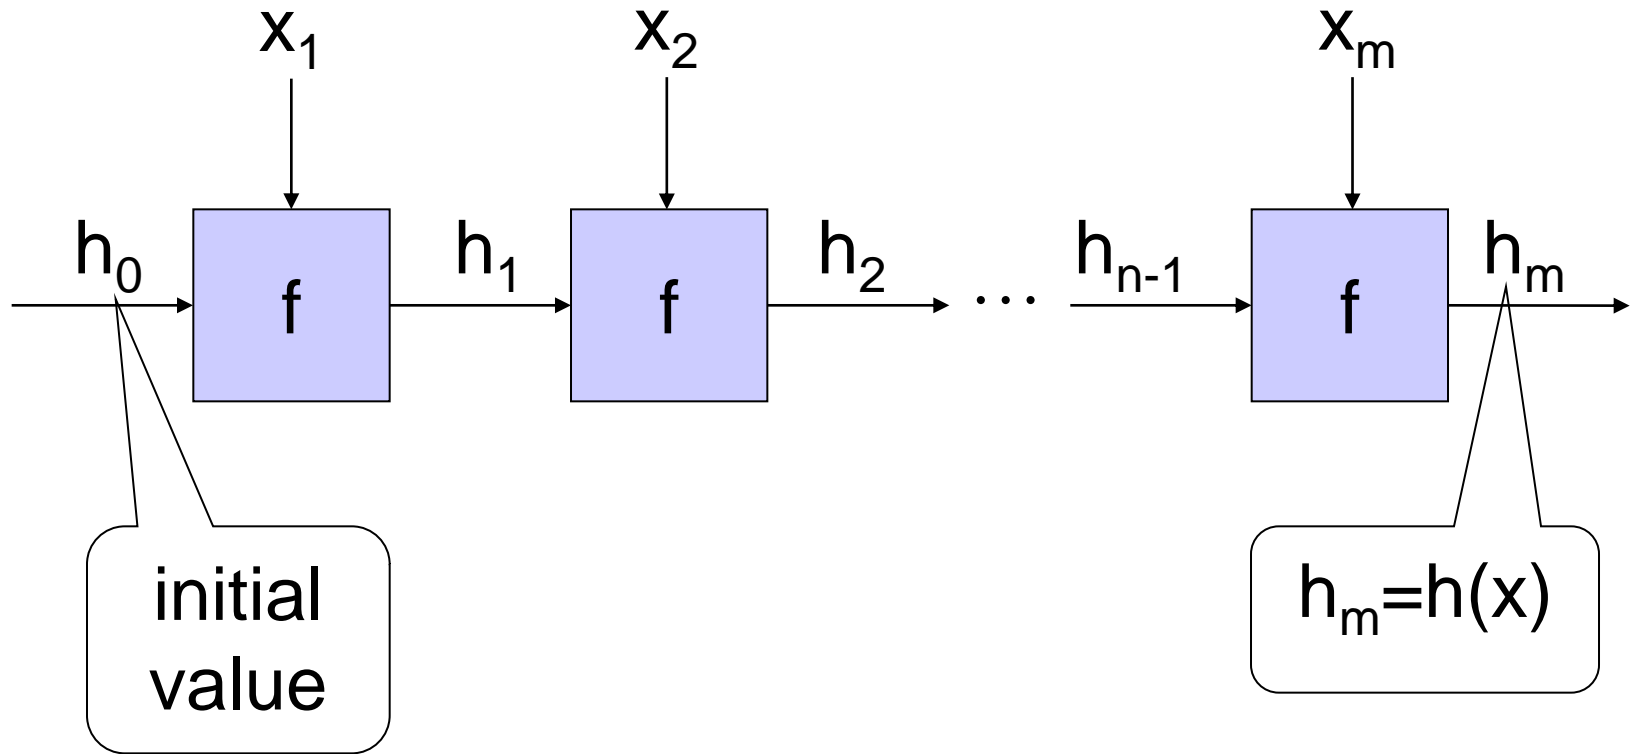 x₁ x₂ xₘ
h₀ f h₁ f h₂ ... hₙ₋₁ f hₘ
initial
value
hₘ=h(x)